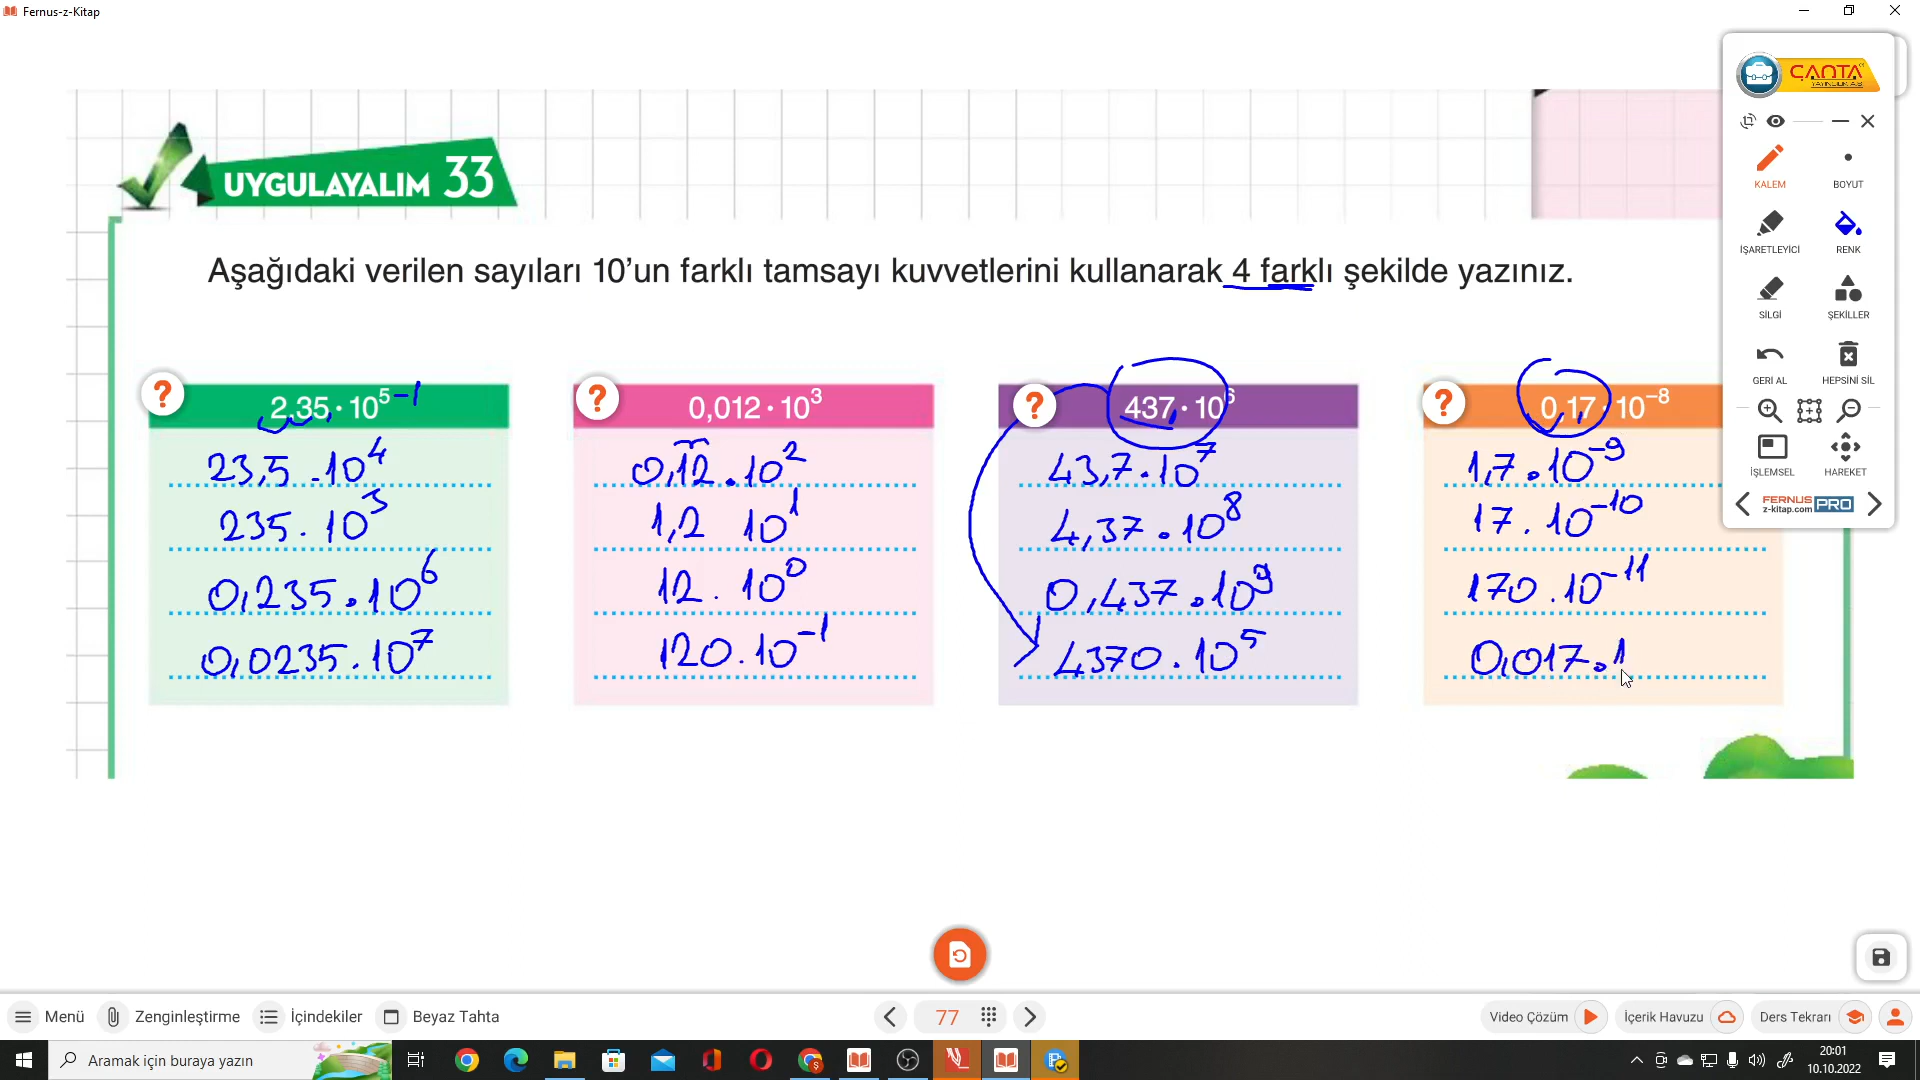 Fernus-z-Kitap
ÇANTA
YAYINCILIK A.Ş.
UYGULAYALIM 33
Aşağıdaki verilen sayıları 10’un farklı tamsayı kuvvetlerini kullanarak 4 farklı şekilde yazınız.
? 2,35 · 10⁵ −1
23,5 . 10⁴
235 . 10³
0,235 . 10⁶
0,0235 . 10⁷
? 0,012 · 10³
0,12 . 10²
1,2 10¹
12 . 10⁰
120 . 10⁻¹
? 437 · 10⁶
43,7 . 10⁷
4,37 . 10⁸
0,437 . 10⁹
4370 . 10⁵
? 0,17 · 10⁻⁸
1,7 . 10⁻⁹
17 . 10⁻¹⁰
170 . 10⁻¹¹
0,017 . 1
KALEM BOYUT
İŞARETLEYİCİ RENK
SİLGİ ŞEKİLLER
GERİ AL HEPSİNİ SİL
İŞLEMSEL HAREKET
FERNUS
z-kitap.com PRO
Menü Zenginleştirme İçindekiler Beyaz Tahta 77 Video Çözüm İçerik Havuzu Ders Tekrarı
Aramak için buraya yazın
20:01
10.10.2022